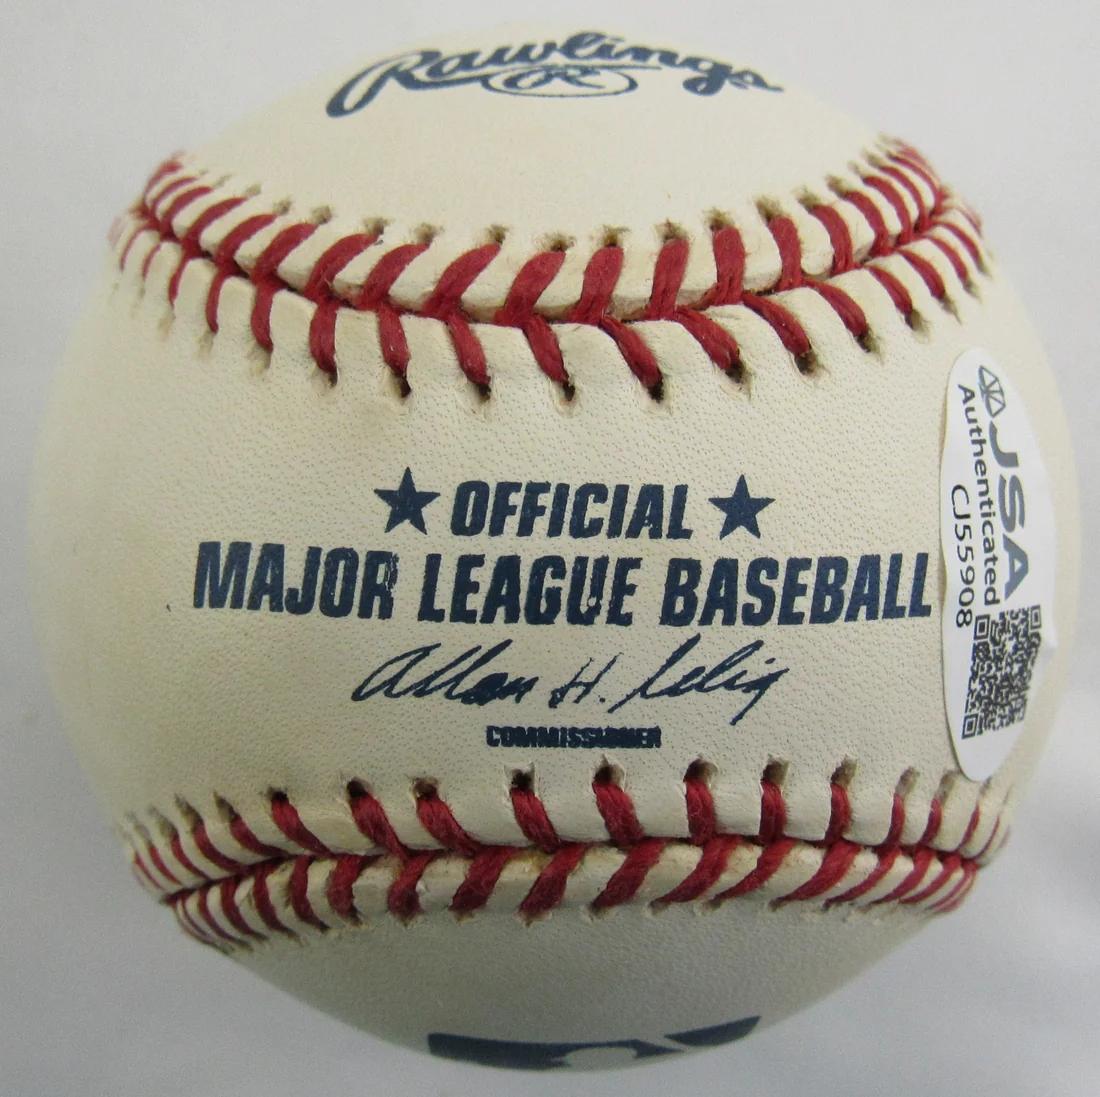 Rawlings
R
★ OFFICIAL ★
MAJOR LEAGUE BASEBALL
Allan H. Selig
COMMISSIONER
JSA
Authenticated
CJ55908